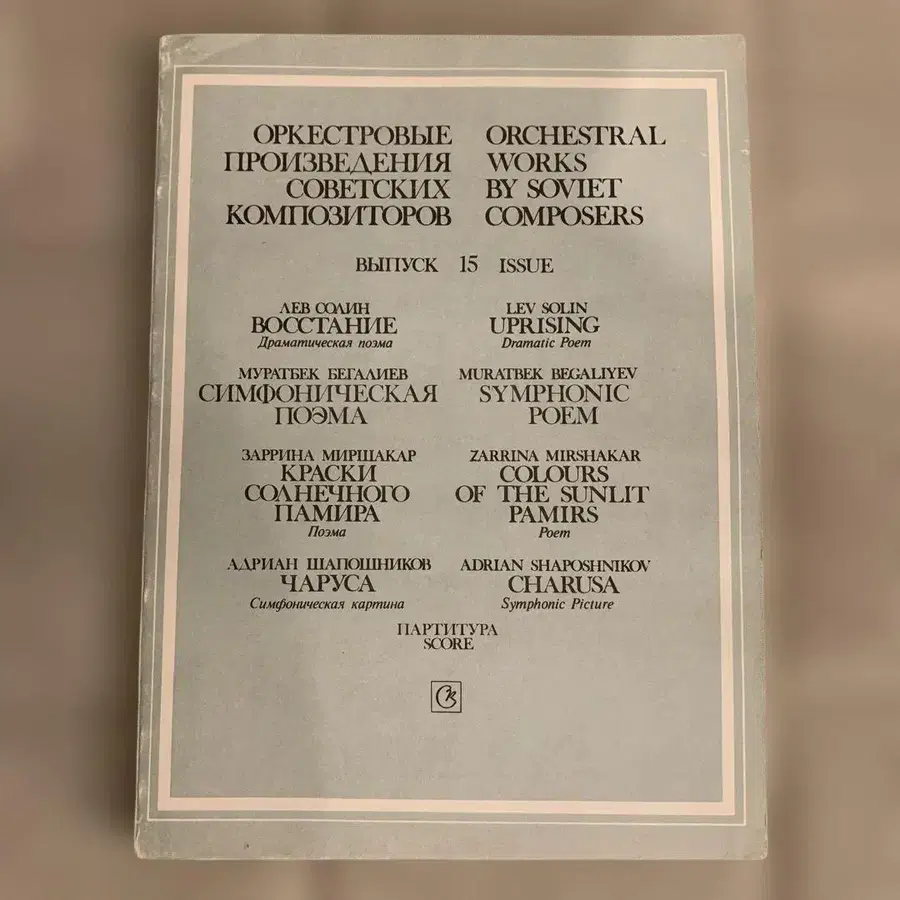 ОРКЕСТРОВЫЕ
ПРОИЗВЕДЕНИЯ
СОВЕТСКИХ
КОМПОЗИТОРОВ
ORCHESTRAL
WORKS
BY SOVIET
COMPOSERS
ВЫПУСК 15 ISSUE
ЛЕВ СОЛИН
ВОССТАНИЕ
Драматическая поэма
LEV SOLIN
UPRISING
Dramatic Poem
МУРАТБЕК БЕГАЛИЕВ
СИМФОНИЧЕСКАЯ
ПОЭМА
MURATBEK BEGALIYEV
SYMPHONIC
POEM
ЗАРРИНА МИРШАКАР
КРАСКИ
СОЛНЕЧНОГО
ПАМИРА
Поэма
ZARRINA MIRSHAKAR
COLOURS
OF THE SUNLIT
PAMIRS
Poem
АДРИАН ШАПОШНИКОВ
ЧАРУСА
Симфоническая картина
ADRIAN SHAPOSHNIKOV
CHARUSA
Symphonic Picture
ПАРТИТУРА
SCORE